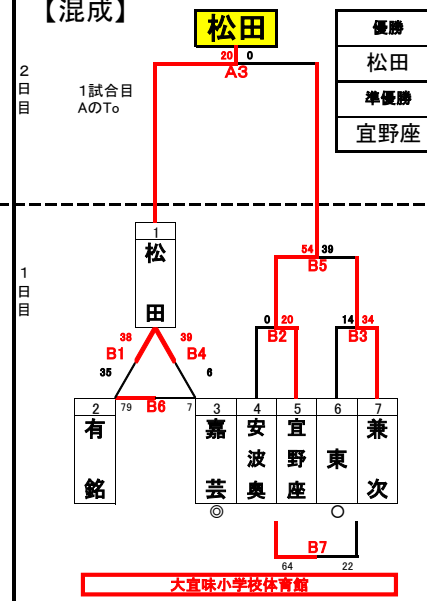 【混成】
松田
優勝
松田
準優勝
宜野座
20 0
A3
2日目
1試合目
AのTo
1日目
1
松田
54 39
B5
0 20
B2
14 34
B3
38 39
B1 B4
35 6
79 B6 7
2 3 4 5 6 7
有銘
嘉芸
安波奥
宜野座
東
兼次
◎ ○
B7
64 22
大宜味小学校体育館